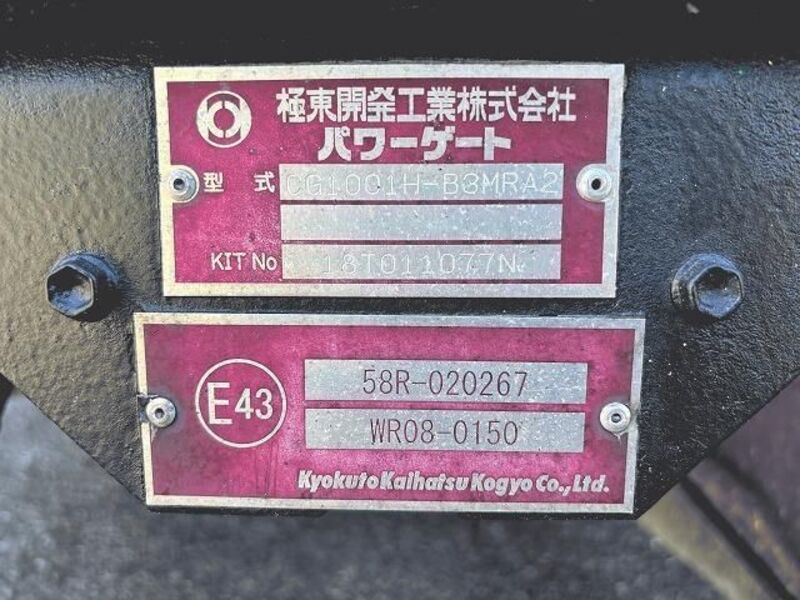 極東開発工業株式会社
パワーゲート
型式 CG1001H-B3MRA2
KIT No 18T011077N
E43
58R-020267
WR08-0150
Kyokuto Kaihatsu Kogyo Co., Ltd.